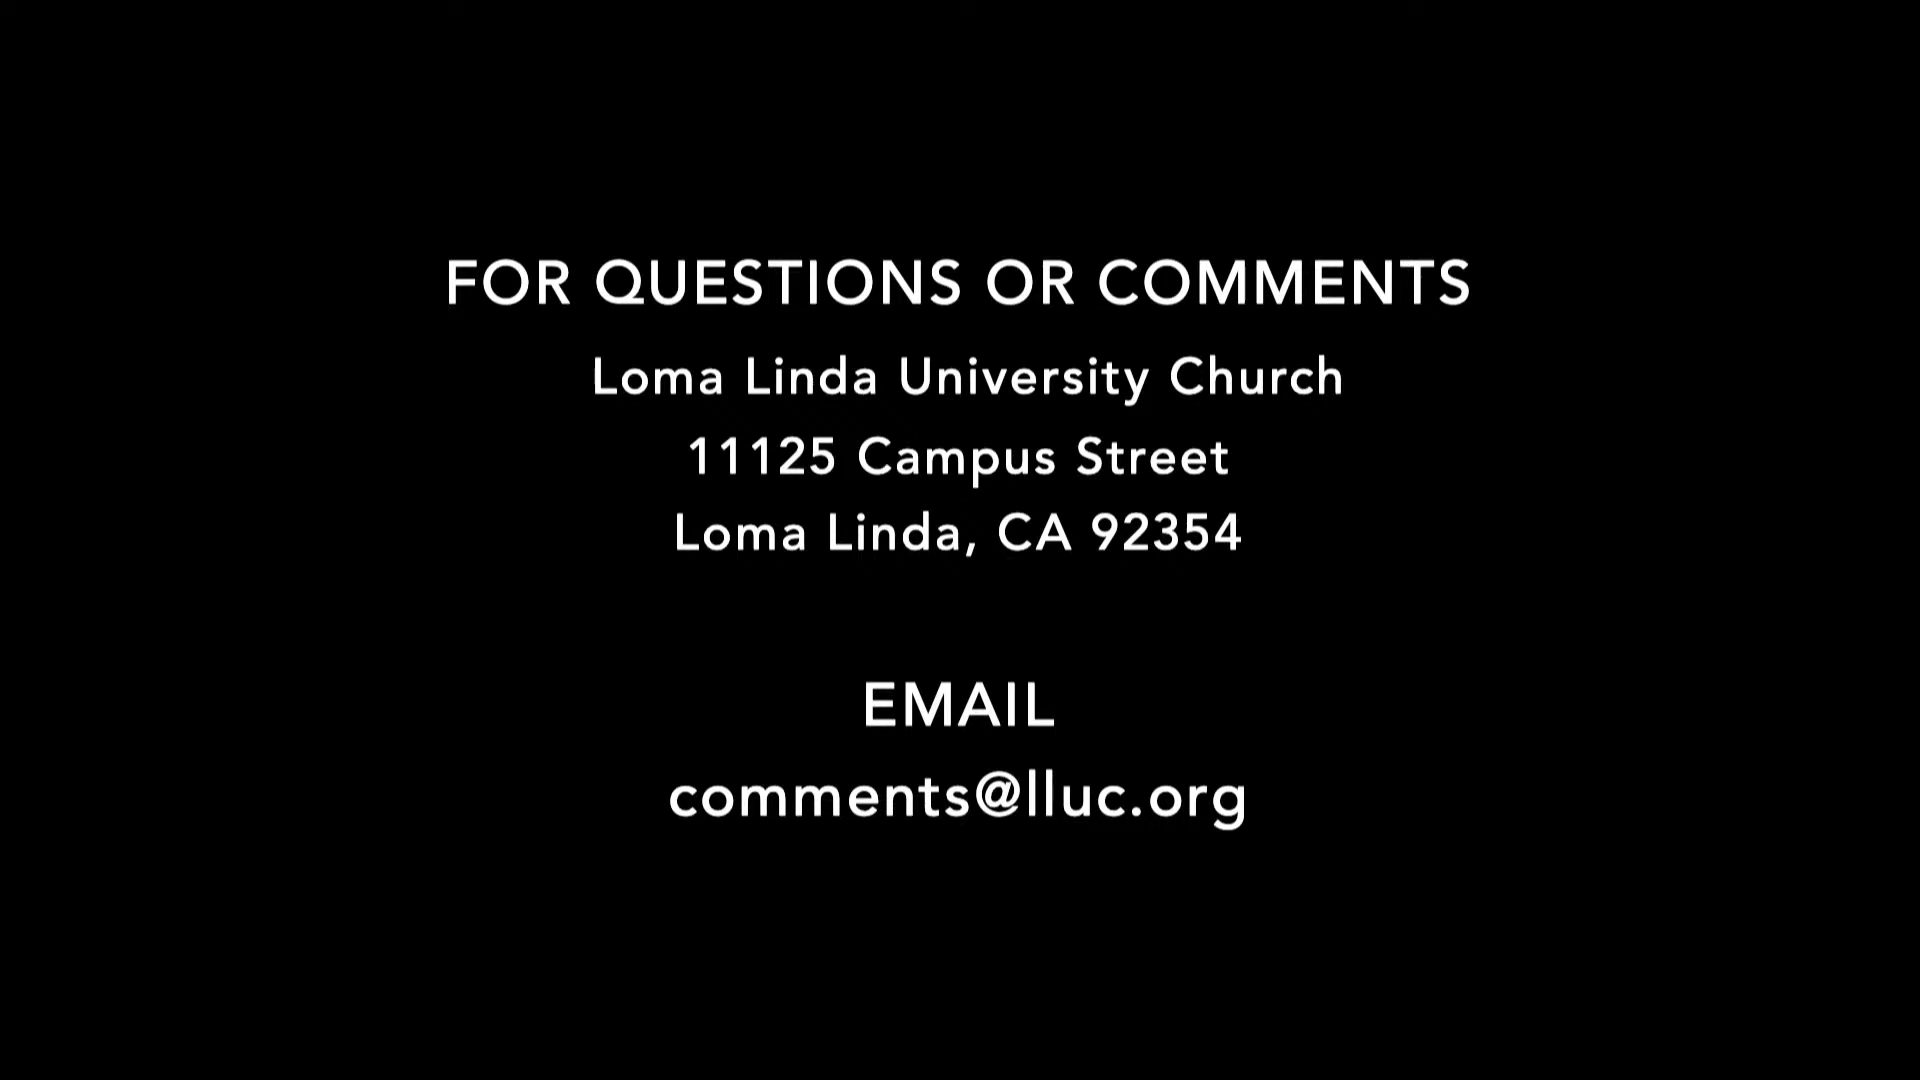 FOR QUESTIONS OR COMMENTS
Loma Linda University Church
11125 Campus Street
Loma Linda, CA 92354
EMAIL
comments@lluc.org